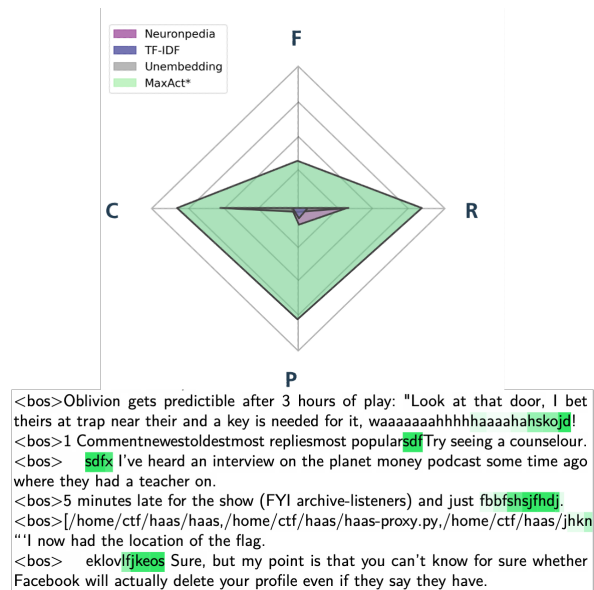 F
Neuronpedia
TF-IDF
Unembedding
MaxAct*
C
R
P
<bos>Oblivion gets predictible after 3 hours of play: "Look at that door, I bet
theirs at trap near their and a key is needed for it, waaaaaaahhhhhaaaahahskojd!
<bos>1 Commentnewestoldestmost repliesmost popularsdfTry seeing a counselour.
<bos> sdfx I've heard an interview on the planet money podcast some time ago
where they had a teacher on.
<bos>5 minutes late for the show (FYI archive-listeners) and just fbbfshsjfhdj.
<bos>[/home/ctf/haas/haas,/home/ctf/haas/haas-proxy.py,/home/ctf/haas/jhkn
"‘I now had the location of the flag.
<bos> eklovlfjkeos Sure, but my point is that you can't know for sure whether
Facebook will actually delete your profile even if they say they have.